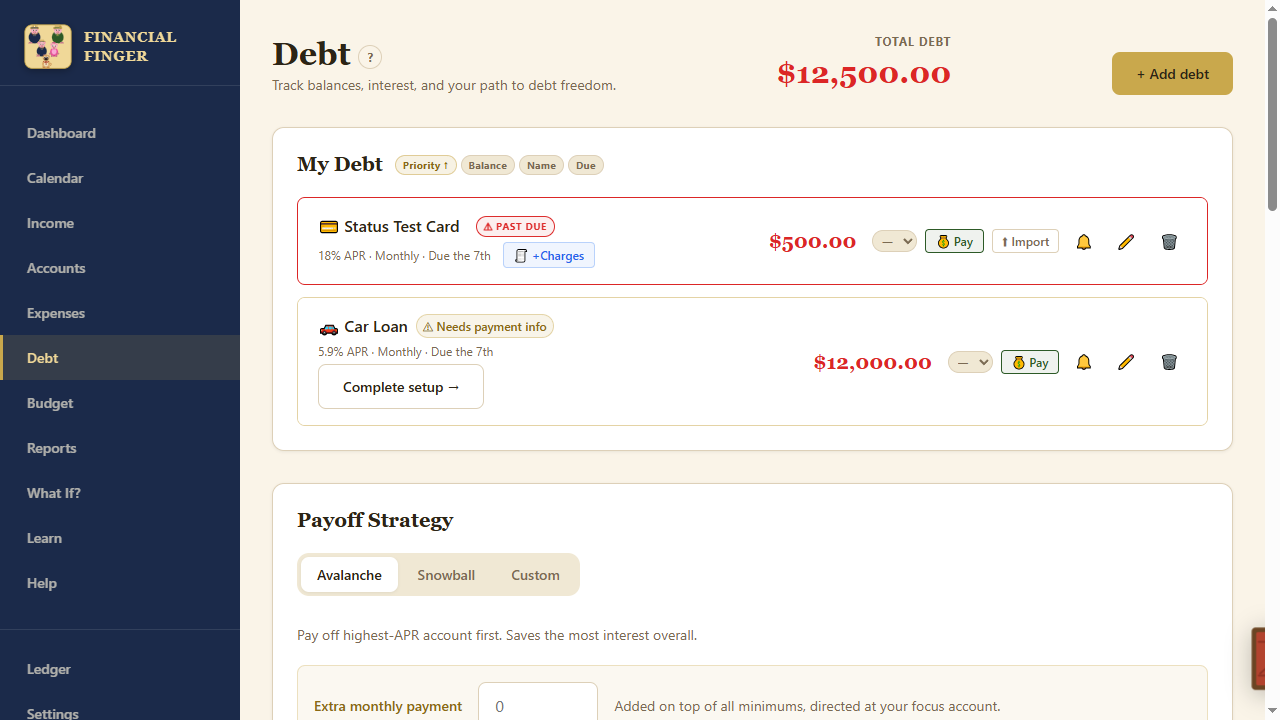 FINANCIAL
FINGER
Dashboard
Calendar
Income
Accounts
Expenses
Debt
Budget
Reports
What If?
Learn
Help
Ledger
Settings
Debt ?
Track balances, interest, and your path to debt freedom.
TOTAL DEBT
$12,500.00
+ Add debt
My Debt Priority ↑ Balance Name Due
Status Test Card ⚠ PAST DUE
18% APR · Monthly · Due the 7th +Charges
$500.00 — Pay ⬆ Import
Car Loan ⚠ Needs payment info
5.9% APR · Monthly · Due the 7th
Complete setup →
$12,000.00 — Pay
Payoff Strategy
Avalanche Snowball Custom
Pay off highest-APR account first. Saves the most interest overall.
Extra monthly payment 0 Added on top of all minimums, directed at your focus account.